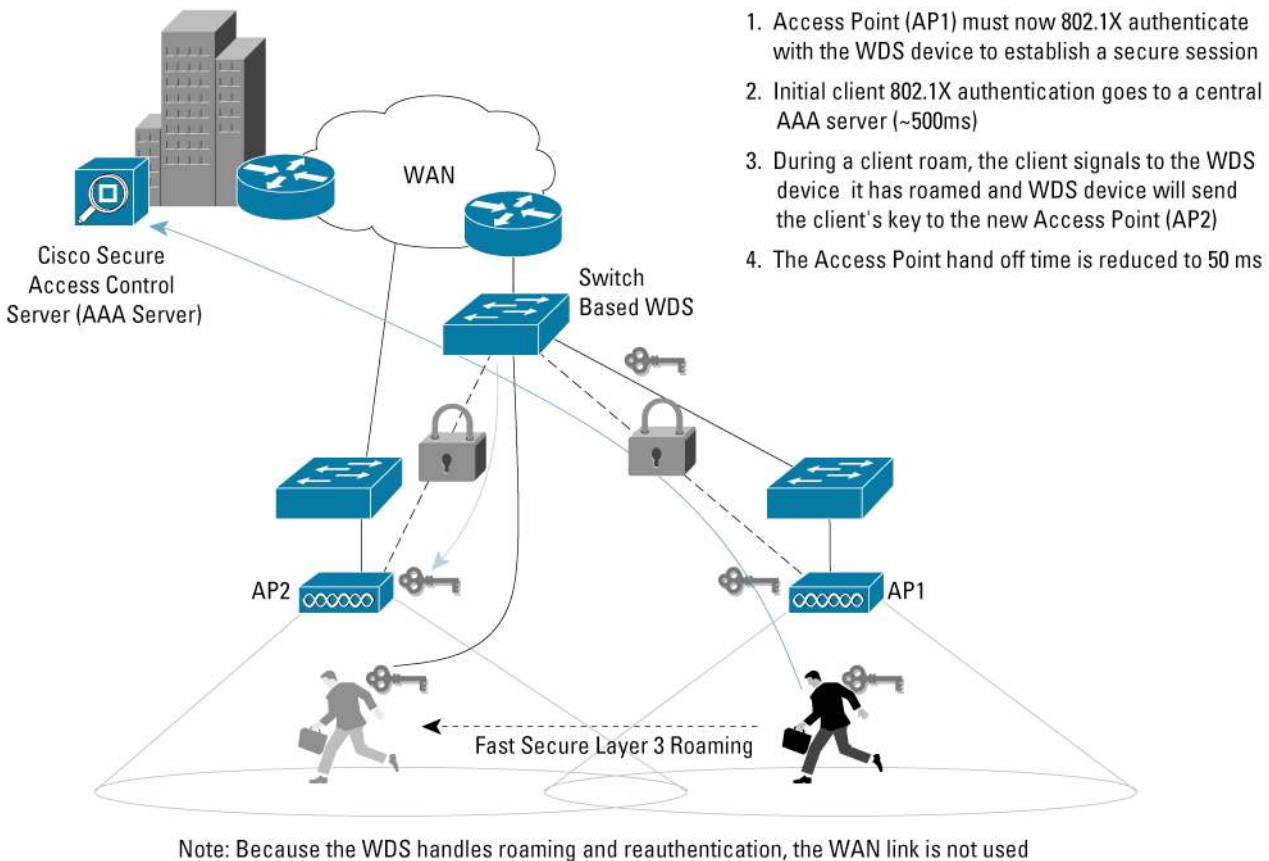 1. Access Point (AP1) must now 802.1X authenticate
with the WDS device to establish a secure session
2. Initial client 802.1X authentication goes to a central
AAA server (~500ms)
3. During a client roam, the client signals to the WDS
device it has roamed and WDS device will send
the client's key to the new Access Point (AP2)
4. The Access Point hand off time is reduced to 50 ms
WAN
Cisco Secure
Access Control
Server (AAA Server)
Switch
Based WDS
AP2
AP1
Fast Secure Layer 3 Roaming
Note: Because the WDS handles roaming and reauthentication, the WAN link is not used